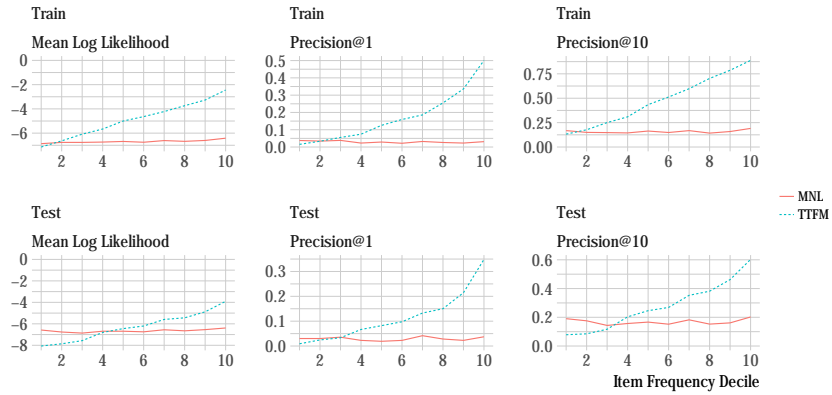 Train Train Train
Mean Log Likelihood Precision@1 Precision@10
0 0.5
−2 0.4 0.75
−4 0.3 0.50
−6 0.2 0.25
0.1 0.00
0.0
2 4 6 8 10 2 4 6 8 10 2 4 6 8 10
MNL
TTFM
Test Test Test
Mean Log Likelihood Precision@1 Precision@10
0 0.3 0.6
−2 0.2 0.4
−4 0.1 0.2
−6 0.0 0.0
−8
2 4 6 8 10 2 4 6 8 10 2 4 6 8 10
Item Frequency Decile